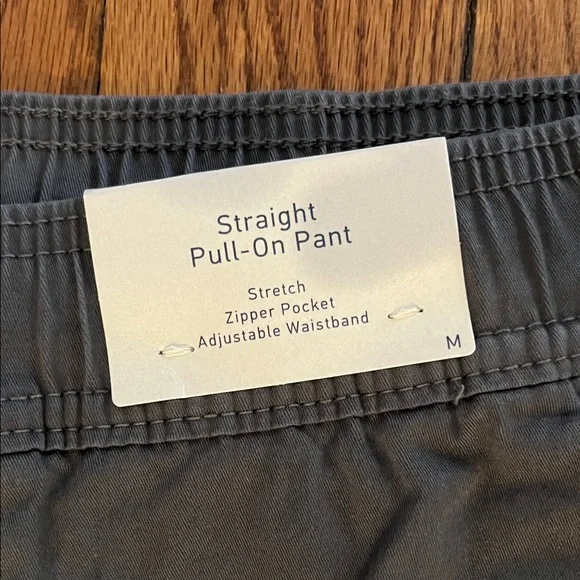 Straight
Pull-On Pant
Stretch
Zipper Pocket
Adjustable Waistband
M